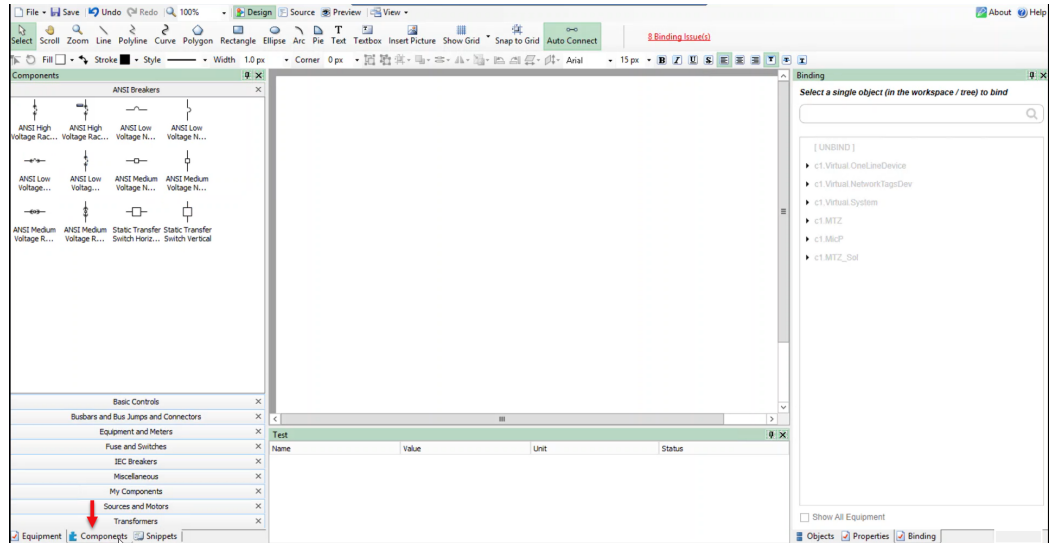 File Save Undo Redo 100% Design Source Preview View About Help
Select Scroll Zoom Line Polyline Curve Polygon Rectangle Ellipse Arc Pie Text Textbox Insert Picture Show Grid Snap to Grid Auto Connect 8 Binding Issue(s)
Fill Stroke Style Width 1.0 px Corner 0 px Arial 15 px B I U S
Components
ANSI Breakers
ANSI High Voltage Rac...
ANSI High Voltage Rac...
ANSI Low Voltage N...
ANSI Low Voltage N...
ANSI Low Voltage...
ANSI Low Voltag...
ANSI Medium Voltage N...
ANSI Medium Voltage N...
ANSI Medium Voltage R...
ANSI Medium Voltage R...
Static Transfer Switch Horiz...
Static Transfer Switch Vertical
Basic Controls
Busbars and Bus Jumps and Connectors
Equipment and Meters
Fuse and Switches
IEC Breakers
Miscellaneous
My Components
Sources and Motors
Transformers
Equipment Components Snippets
Test
Name Value Unit Status
Binding
Select a single object (in the workspace / tree) to bind
[ UNBIND ]
c1.Virtual.OneLineDevice
c1.Virtual.NetworkTagsDev
c1.Virtual.System
c1.MTZ
c1.MicP
c1.MTZ_Sol
Show All Equipment
Objects Properties Binding